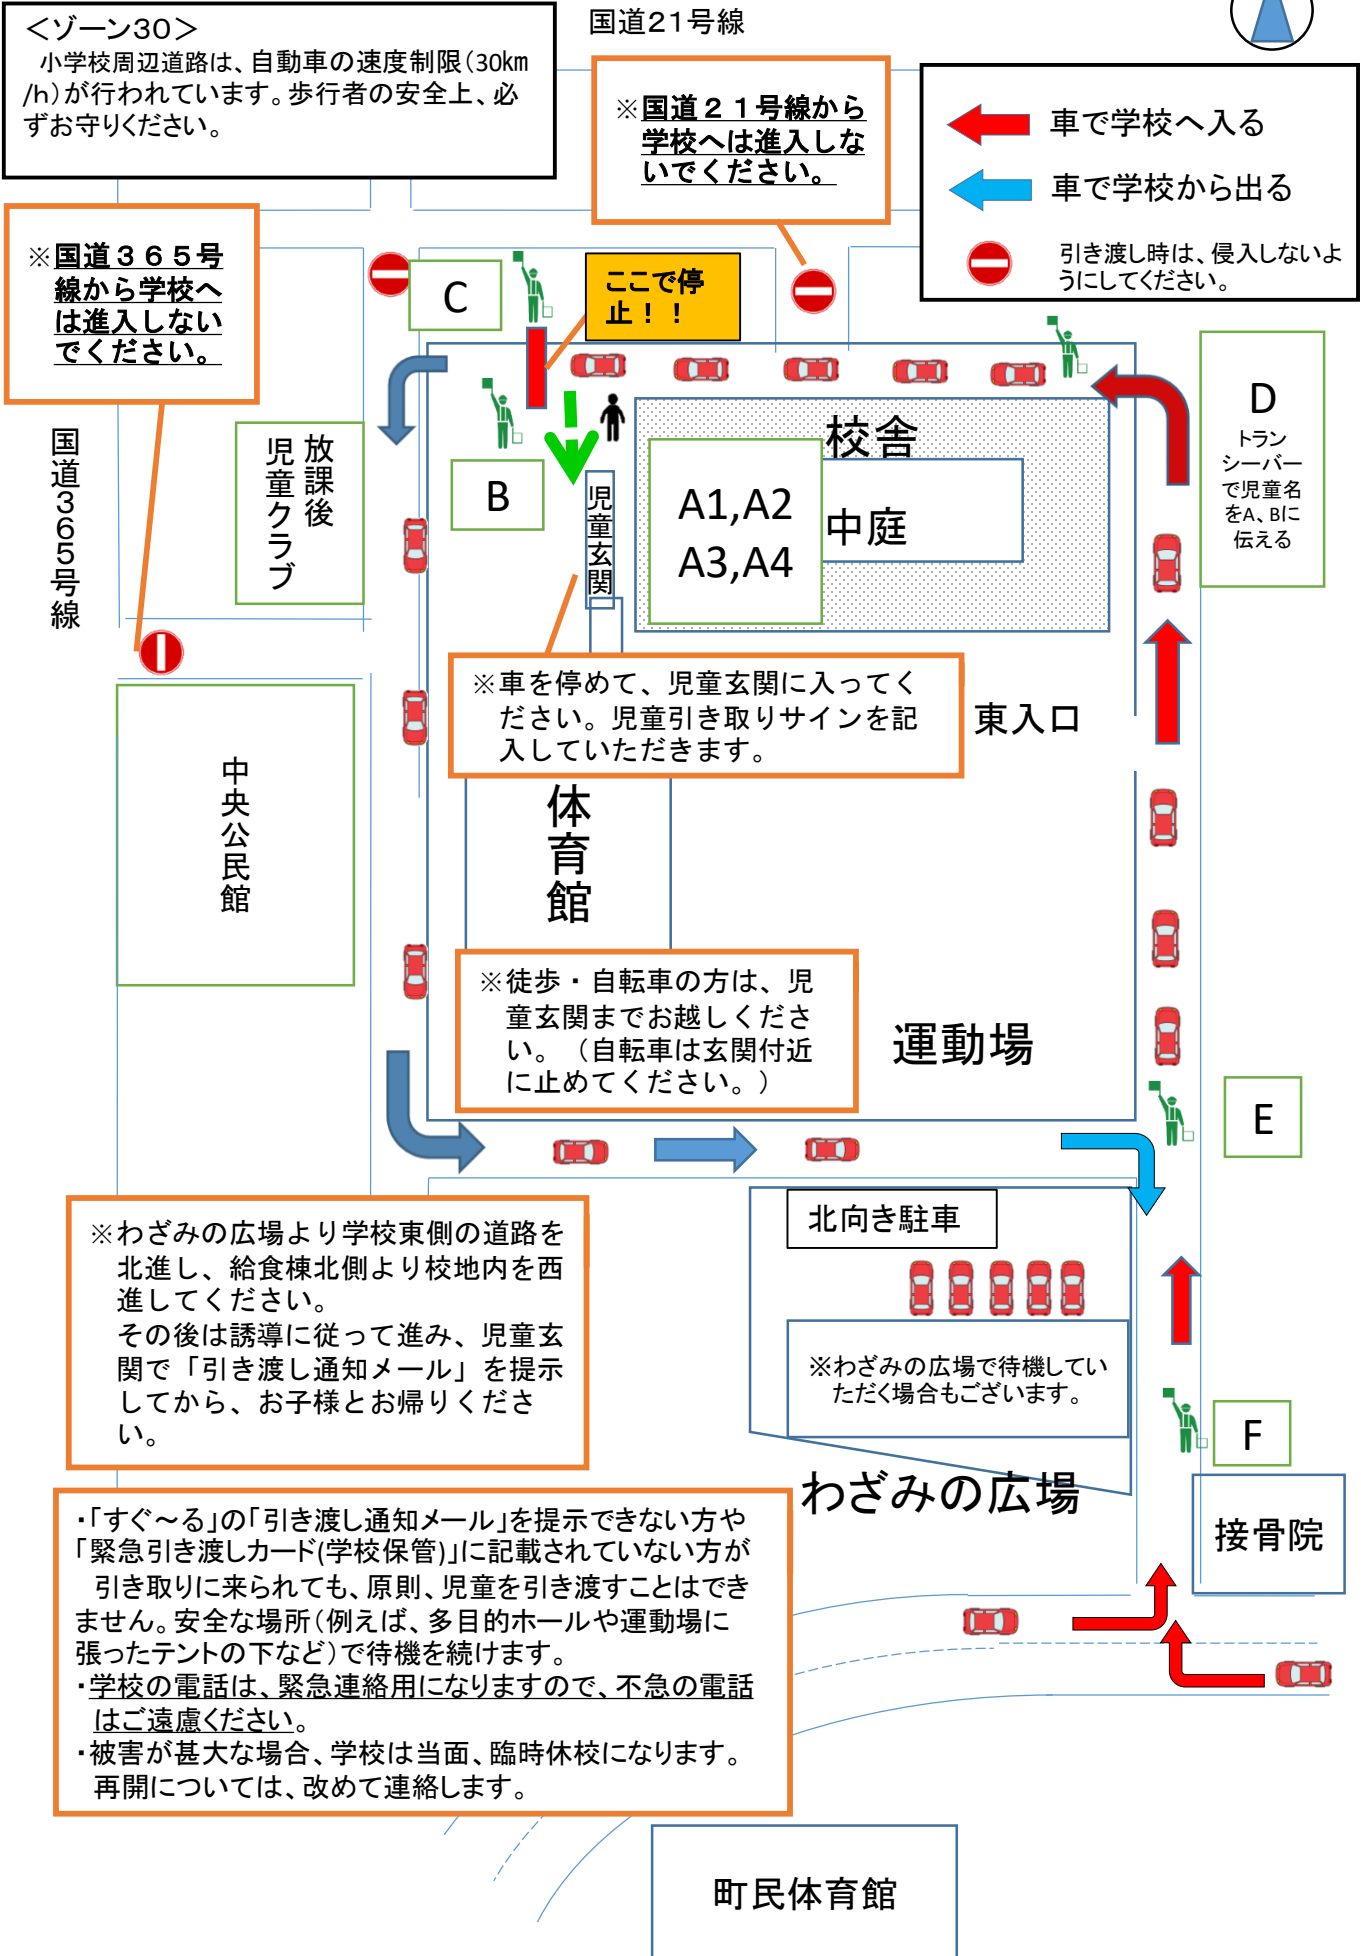 ＜ゾーン30＞
小学校周辺道路は、自動車の速度制限(30km
/h)が行われています。歩行者の安全上、必
ずお守りください。
国道21号線
※国道２１号線から
学校へは進入しな
いでください。
車で学校へ入る
車で学校から出る
引き渡し時は、侵入しないよ
うにしてください。
※国道３６５号
線から学校へ
は進入しない
でください。
C
ここで停
止！！
国道365号線
放課後
児童クラブ
B
児童玄関
校舎
A1,A2
A3,A4
中庭
D
トラン
シーバー
で児童名
をA、Bに
伝える
※車を停めて、児童玄関に入ってく
ださい。児童引き取りサインを記
入していただきます。
東入口
中央公民館
体育館
※徒歩・自転車の方は、児
童玄関までお越しくださ
い。（自転車は玄関付近
に止めてください。）
運動場
E
※わざみの広場より学校東側の道路を
北進し、給食棟北側より校地内を西
進してください。
その後は誘導に従って進み、児童玄
関で「引き渡し通知メール」を提示
してから、お子様とお帰りくださ
い。
北向き駐車
※わざみの広場で待機してい
ただく場合もございます。
F
わざみの広場
接骨院
・「すぐ～る」の「引き渡し通知メール」を提示できない方や
「緊急引き渡しカード(学校保管)」に記載されていない方が
引き取りに来られても、原則、児童を引き渡すことはでき
ません。安全な場所(例えば、多目的ホールや運動場に
張ったテントの下など)で待機を続けます。
・学校の電話は、緊急連絡用になりますので、不急の電話
はご遠慮ください。
・被害が甚大な場合、学校は当面、臨時休校になります。
再開については、改めて連絡します。
町民体育館